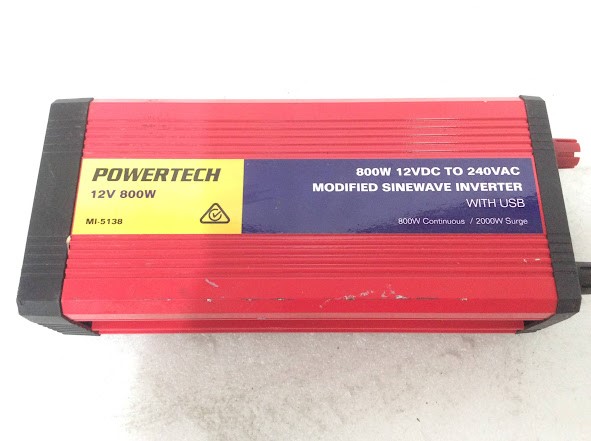 POWERTECH
12V 800W
MI-5138
800W 12VDC TO 240VAC
MODIFIED SINEWAVE INVERTER
WITH USB
800W Continuous / 2000W Surge